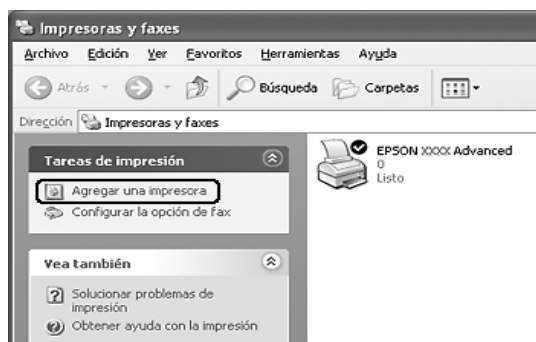 Impresoras y faxes
Archivo Edición Ver Favoritos Herramientas Ayuda
Atrás Búsqueda Carpetas
Dirección Impresoras y faxes
Tareas de impresión
Agregar una impresora
Configurar la opción de fax
Vea también
Solucionar problemas de
impresión
Obtener ayuda con la impresión
EPSON XXXX Advanced
0
Listo